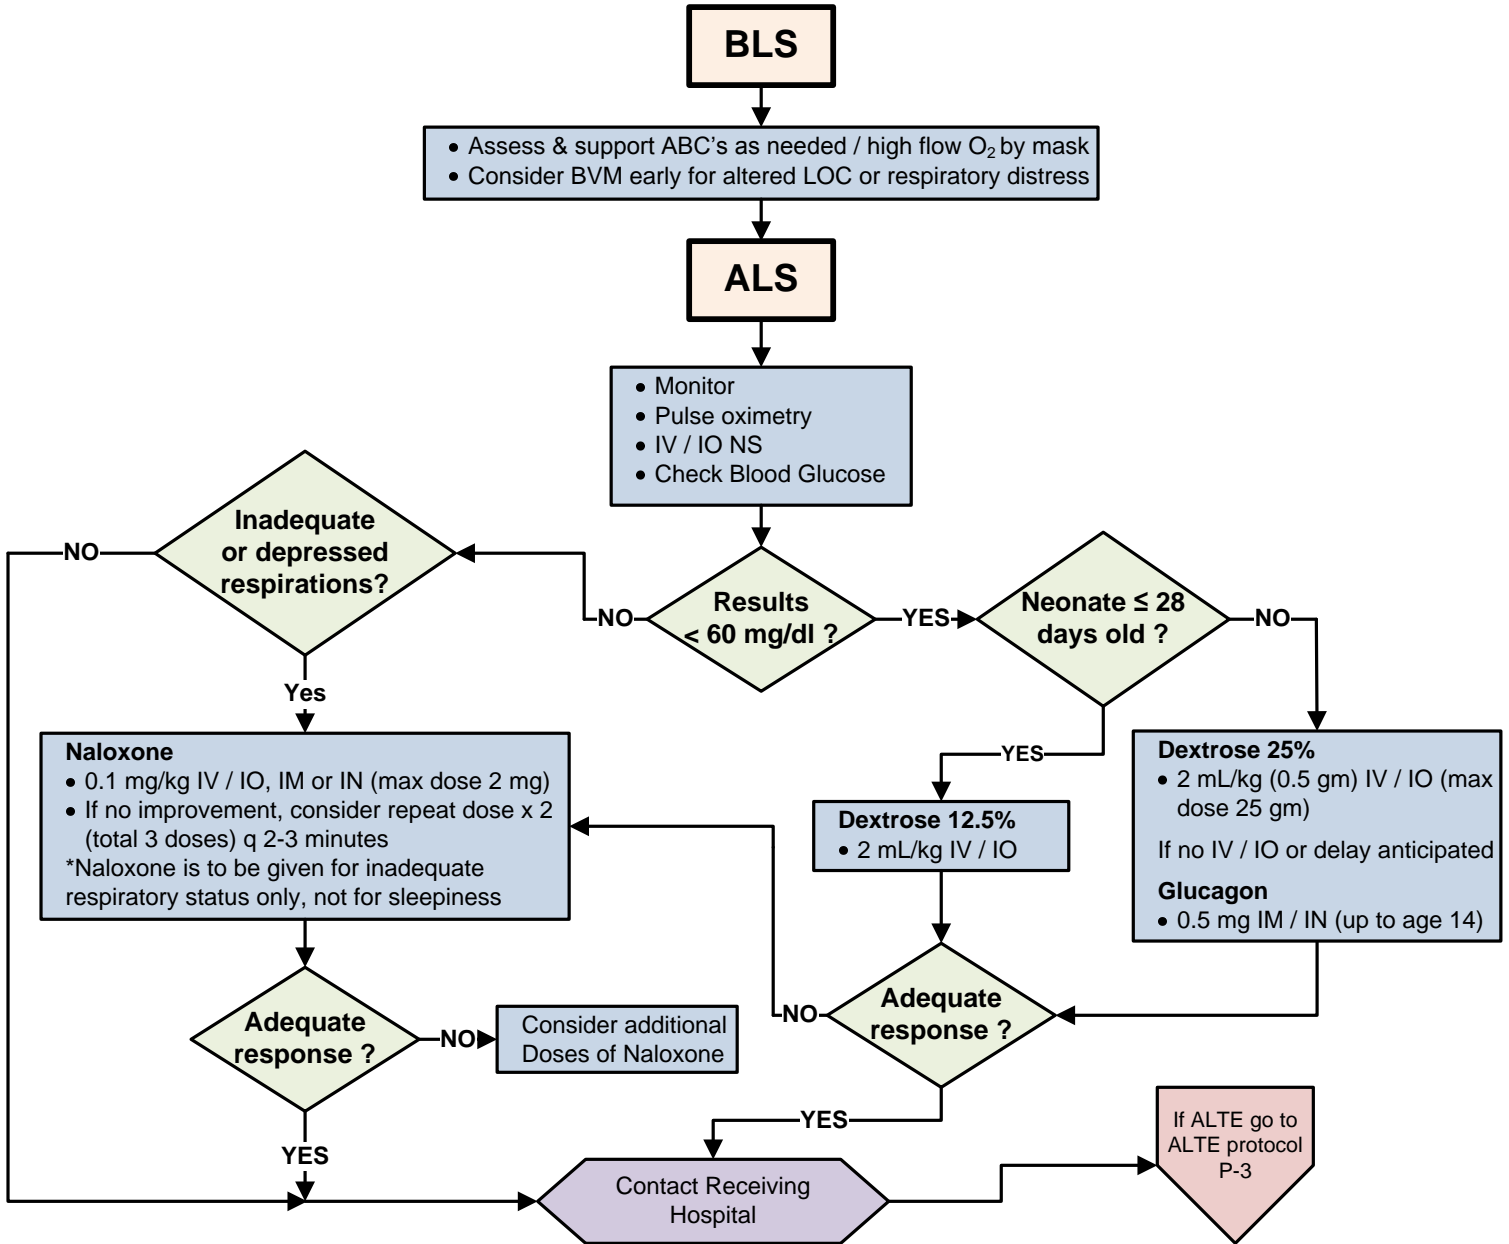 BLS
• Assess & support ABC's as needed / high flow O₂ by mask
• Consider BVM early for altered LOC or respiratory distress
ALS
• Monitor
• Pulse oximetry
• IV / IO NS
• Check Blood Glucose
Inadequate
or depressed
respirations?
NO
Results
< 60 mg/dl ?
NO
YES
Neonate ≤ 28
days old ?
NO
Yes
YES
Naloxone
• 0.1 mg/kg IV / IO, IM or IN (max dose 2 mg)
• If no improvement, consider repeat dose x 2
(total 3 doses) q 2-3 minutes
*Naloxone is to be given for inadequate
respiratory status only, not for sleepiness
Dextrose 12.5%
• 2 mL/kg IV / IO
Dextrose 25%
• 2 mL/kg (0.5 gm) IV / IO (max
dose 25 gm)
If no IV / IO or delay anticipated
Glucagon
• 0.5 mg IM / IN (up to age 14)
Adequate
response ?
NO
Consider additional
Doses of Naloxone
NO
Adequate
response ?
YES
YES
Contact Receiving
Hospital
If ALTE go to
ALTE protocol
P-3